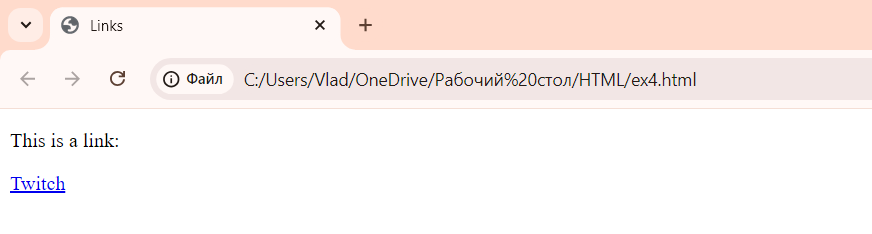 Links
Файл C:/Users/Vlad/OneDrive/Рабочий%20стол/HTML/ex4.html
This is a link:
Twitch